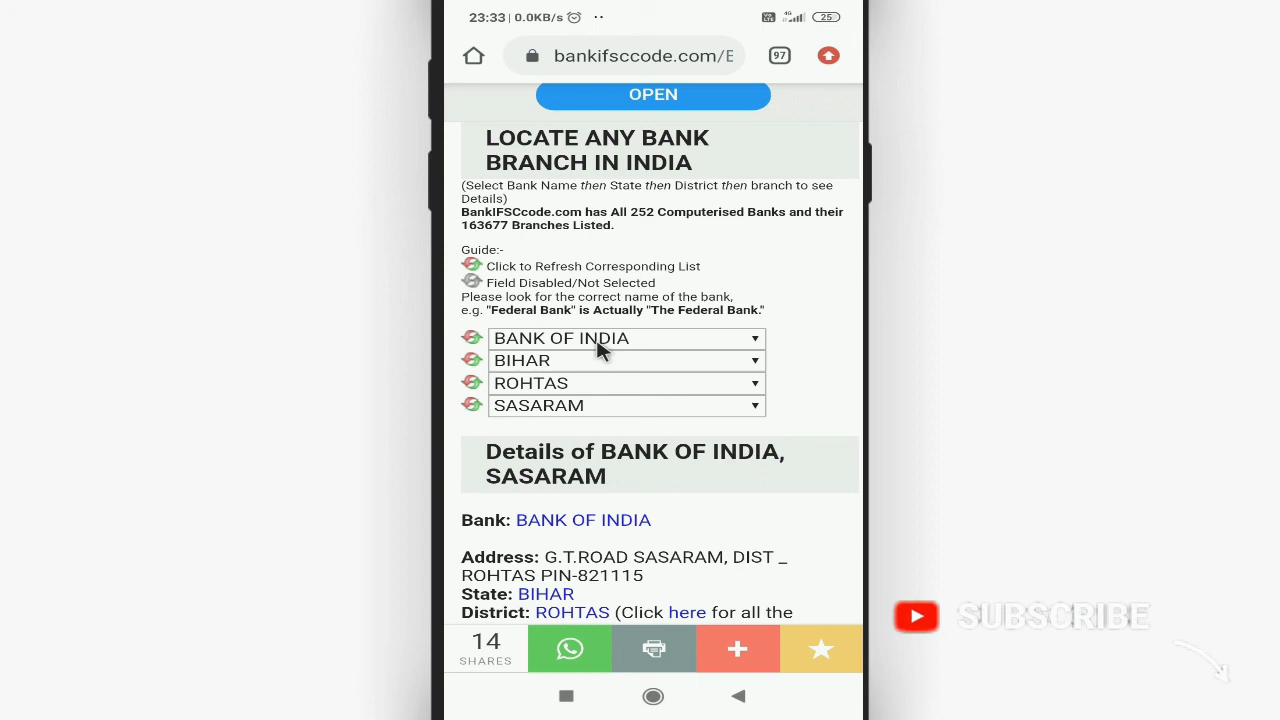 23:33 | 0.0KB/s
4G
25
bankifsccode.com/E
97
OPEN
LOCATE ANY BANK
BRANCH IN INDIA
(Select Bank Name then State then District then branch to see
Details)
BankIFSCcode.com has All 252 Computerised Banks and their
163677 Branches Listed.
Guide:-
Click to Refresh Corresponding List
Field Disabled/Not Selected
Please look for the correct name of the bank,
e.g. "Federal Bank" is Actually "The Federal Bank."
BANK OF INDIA
BIHAR
ROHTAS
SASARAM
Details of BANK OF INDIA,
SASARAM
Bank: BANK OF INDIA
Address: G.T.ROAD SASARAM, DIST _
ROHTAS PIN-821115
State: BIHAR
District: ROHTAS (Click here for all the
14
SHARES
SUBSCRIBE